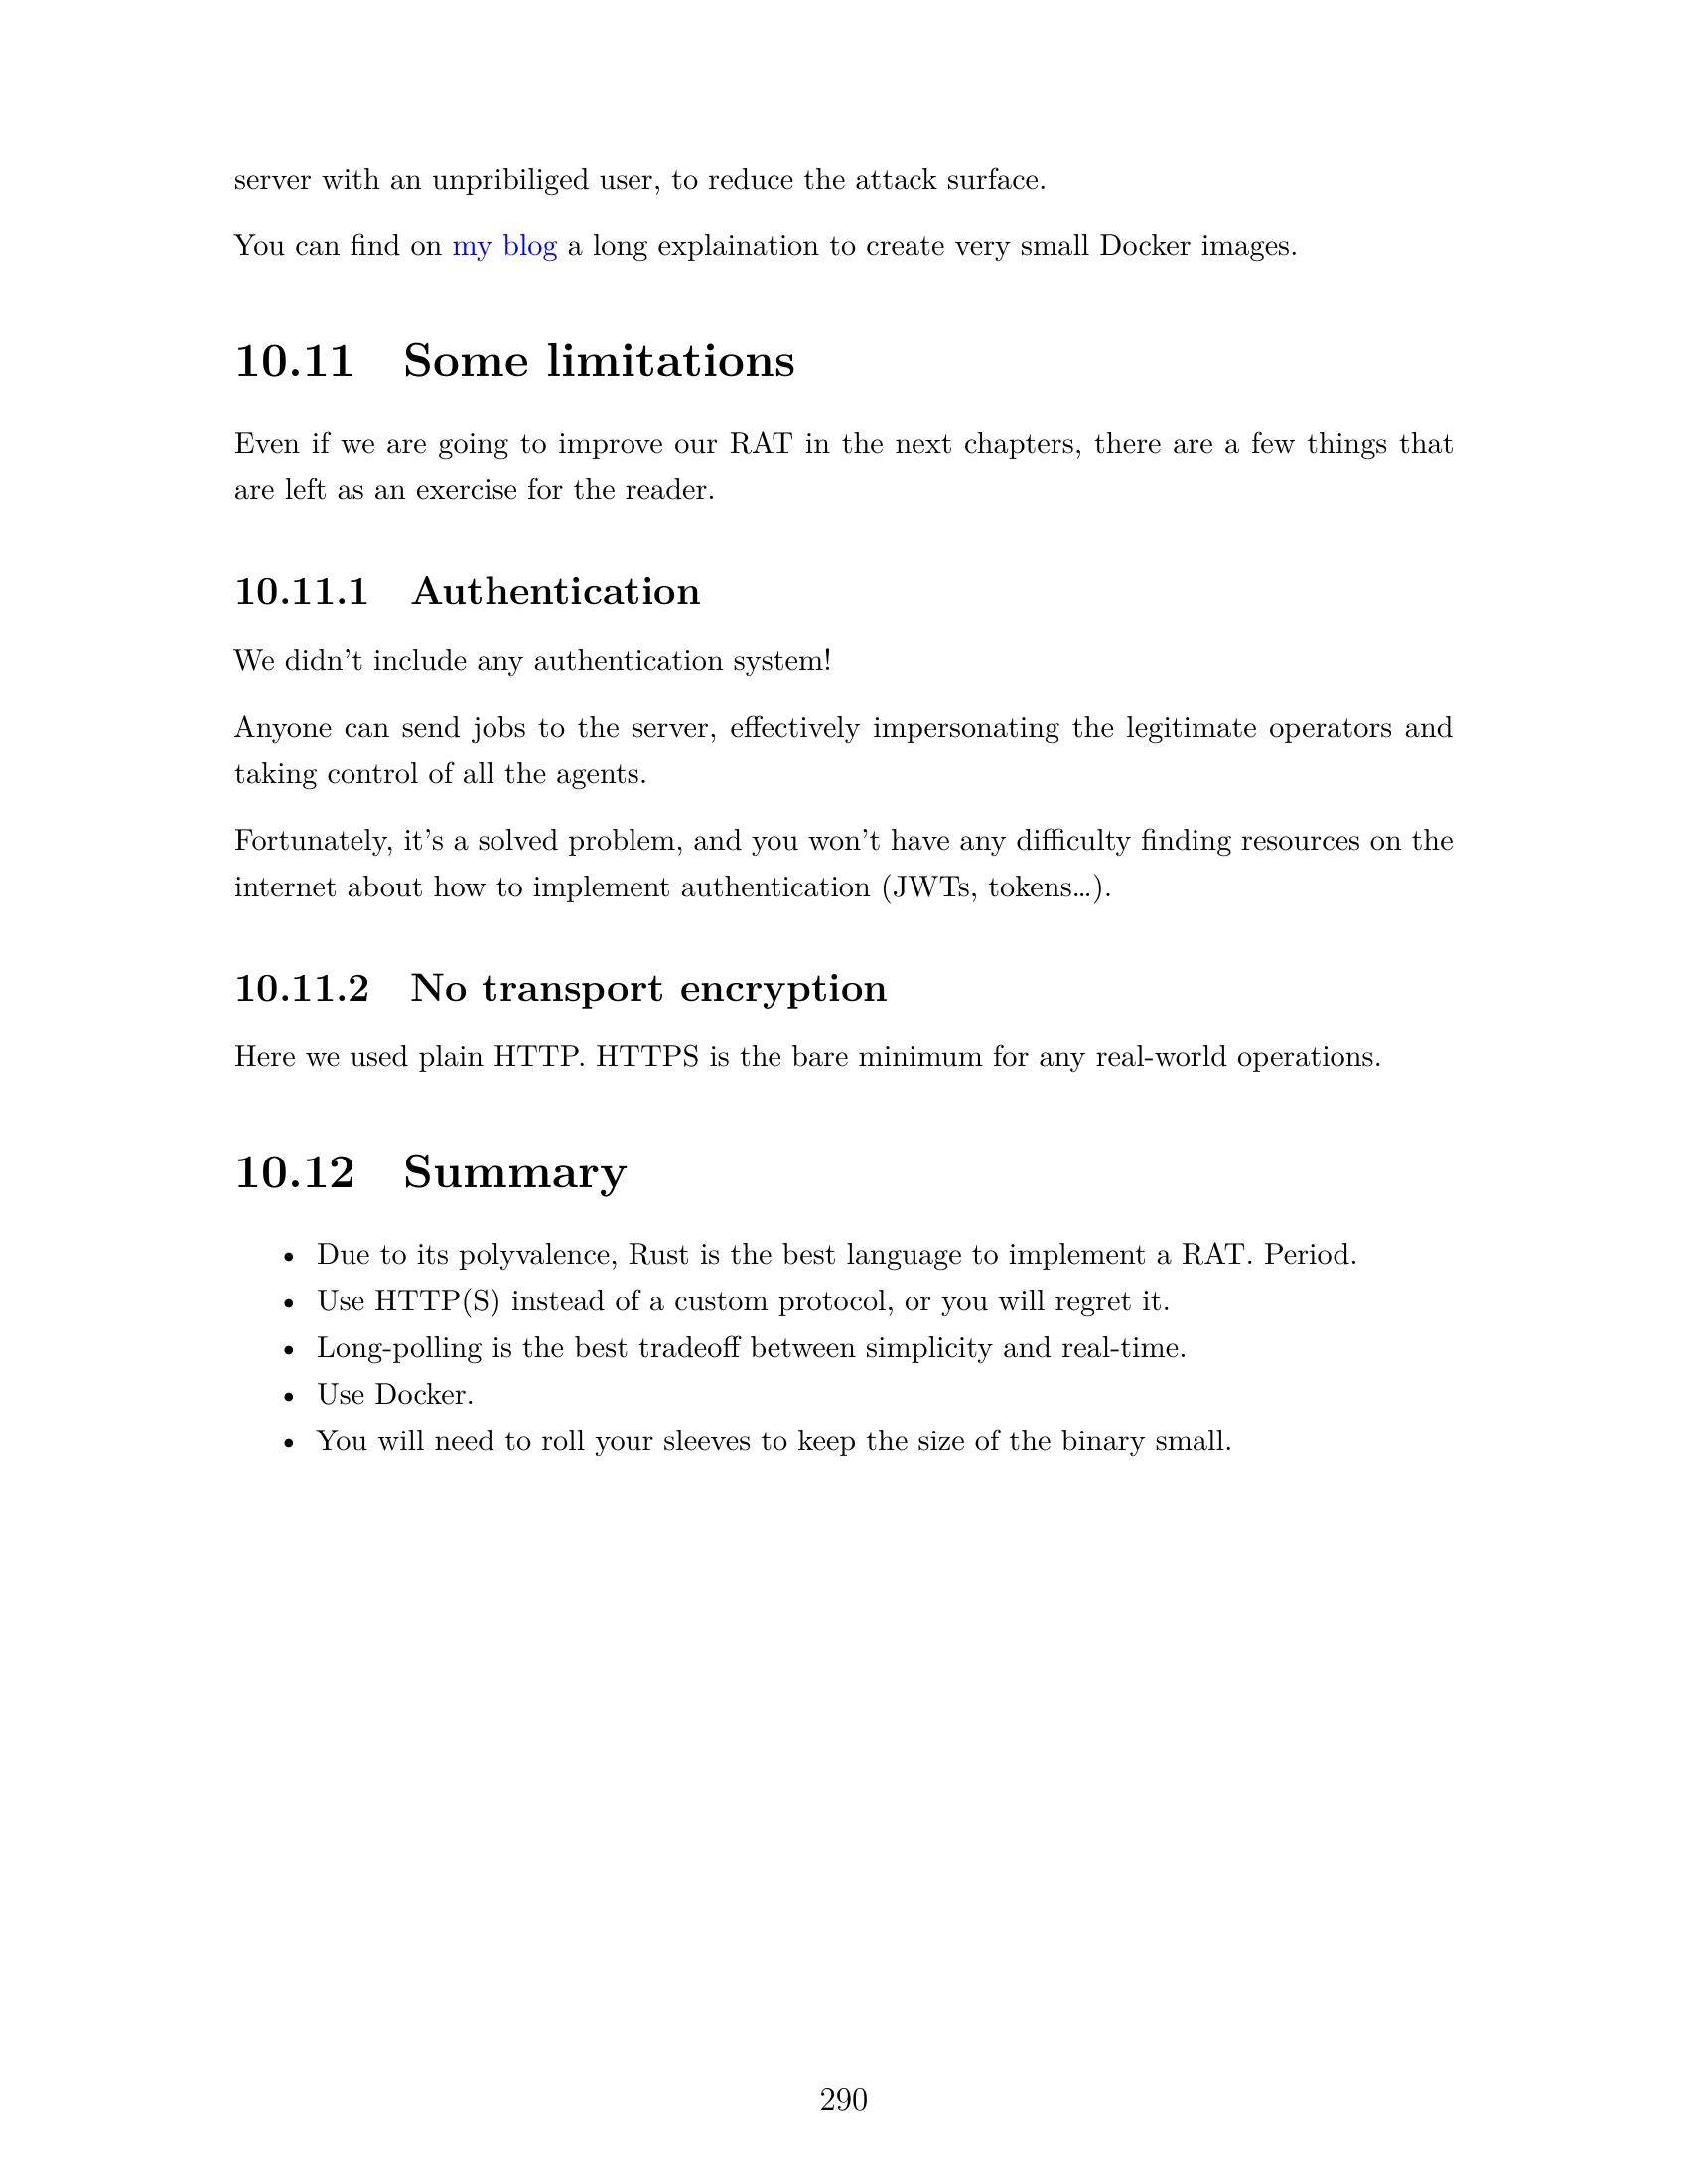 server with an unpribiliged user, to reduce the attack surface.
You can find on my blog a long explaination to create very small Docker images.
10.11 Some limitations
Even if we are going to improve our RAT in the next chapters, there are a few things that
are left as an exercise for the reader.
10.11.1 Authentication
We didn't include any authentication system!
Anyone can send jobs to the server, effectively impersonating the legitimate operators and
taking control of all the agents.
Fortunately, it's a solved problem, and you won't have any difficulty finding resources on the
internet about how to implement authentication (JWTs, tokens…).
10.11.2 No transport encryption
Here we used plain HTTP. HTTPS is the bare minimum for any real-world operations.
10.12 Summary
• Due to its polyvalence, Rust is the best language to implement a RAT. Period.
• Use HTTP(S) instead of a custom protocol, or you will regret it.
• Long-polling is the best tradeoff between simplicity and real-time.
• Use Docker.
• You will need to roll your sleeves to keep the size of the binary small.
290